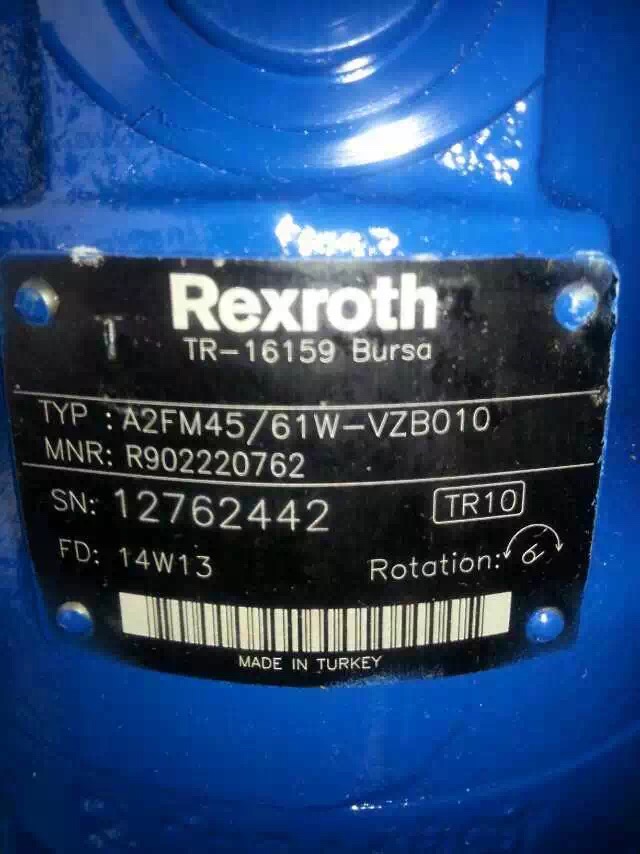 Rexroth
TR-16159 Bursa
TYP : A2FM45/61W-VZB010
MNR: R902220762
SN: 12762442 TR10
FD: 14W13 Rotation:
MADE IN TURKEY